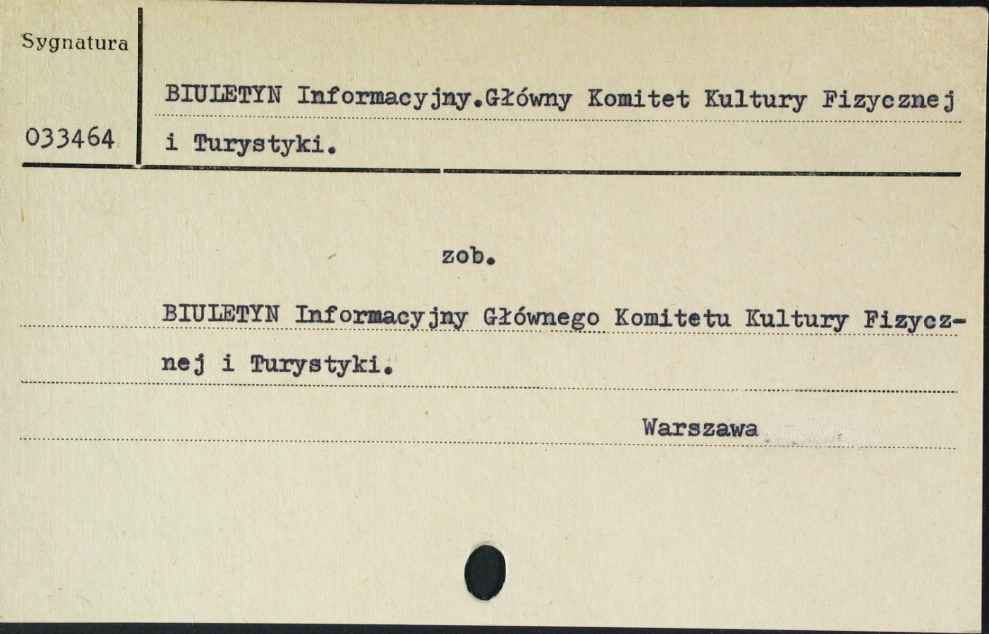 Sygnatura
BIULETYN Informacyjny.Główny Komitet Kultury Fizycznej
033464
i Turystyki.
zob.
BIULETYN Informacyjny Głównego Komitetu Kultury Fizycz-
nej i Turystyki.
Warszawa